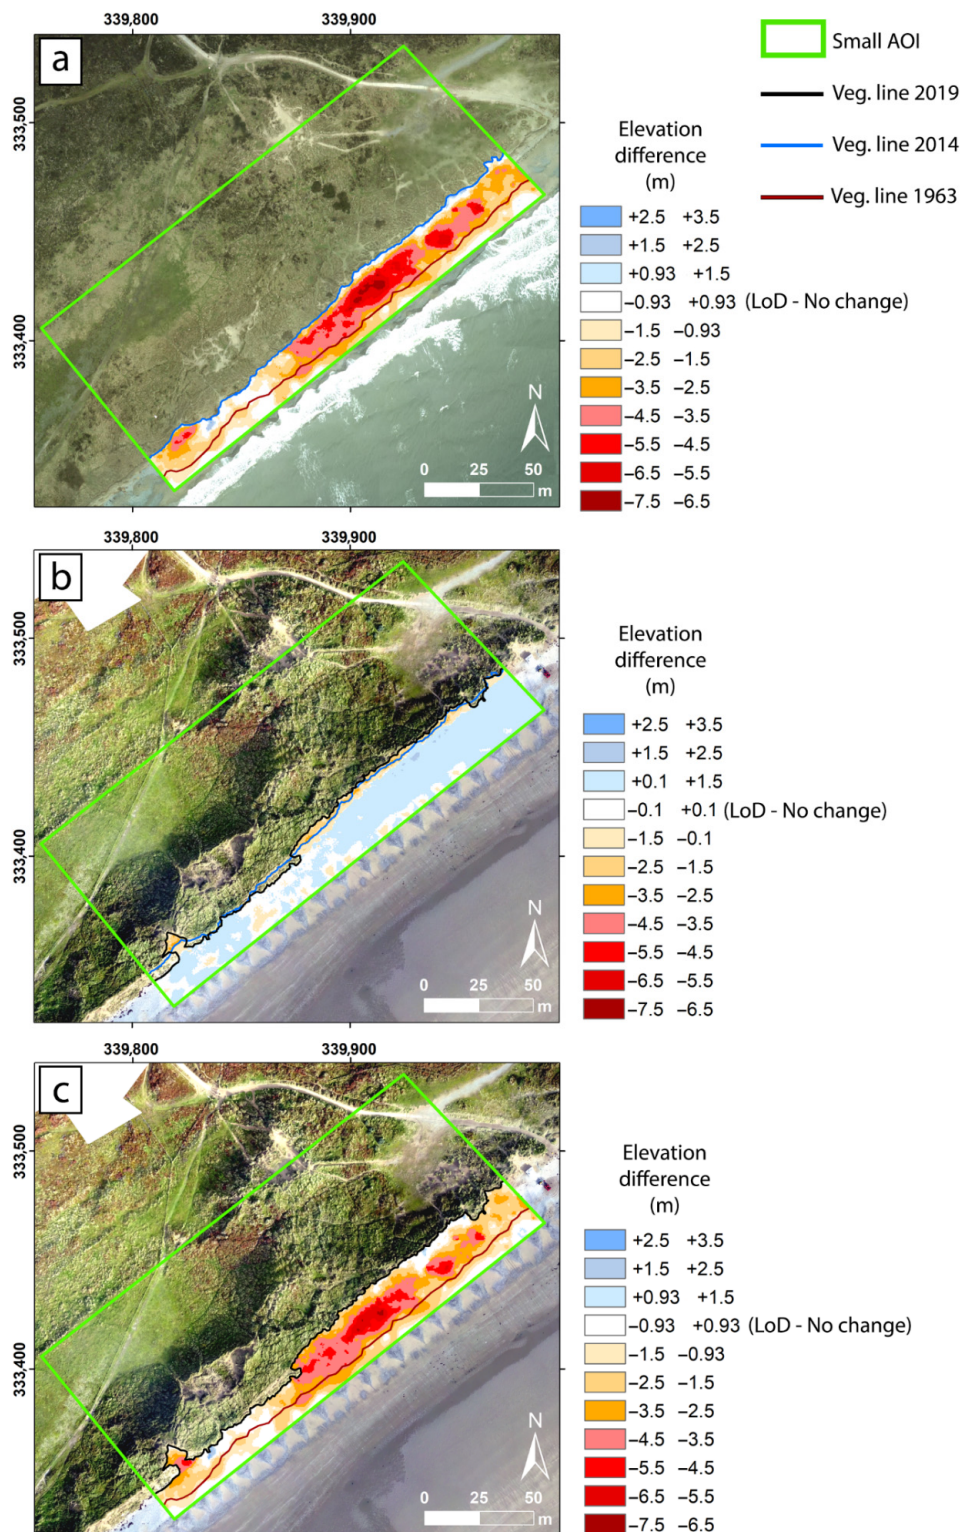 339,800 339,900
a
333,500
333,400
N
0 25 50
m
Small AOI
Veg. line 2019
Veg. line 2014
Veg. line 1963
Elevation
difference
(m)
+2.5 +3.5
+1.5 +2.5
+0.93 +1.5
−0.93 +0.93 (LoD - No change)
−1.5 −0.93
−2.5 −1.5
−3.5 −2.5
−4.5 −3.5
−5.5 −4.5
−6.5 −5.5
−7.5 −6.5
339,800 339,900
b
333,500
333,400
N
0 25 50
m
Elevation
difference
(m)
+2.5 +3.5
+1.5 +2.5
+0.1 +1.5
−0.1 +0.1 (LoD - No change)
−1.5 −0.1
−2.5 −1.5
−3.5 −2.5
−4.5 −3.5
−5.5 −4.5
−6.5 −5.5
−7.5 −6.5
339,800 339,900
c
333,500
333,400
N
0 25 50
m
Elevation
difference
(m)
+2.5 +3.5
+1.5 +2.5
+0.93 +1.5
−0.93 +0.93 (LoD - No change)
−1.5 −0.93
−2.5 −1.5
−3.5 −2.5
−4.5 −3.5
−5.5 −4.5
−6.5 −5.5
−7.5 −6.5